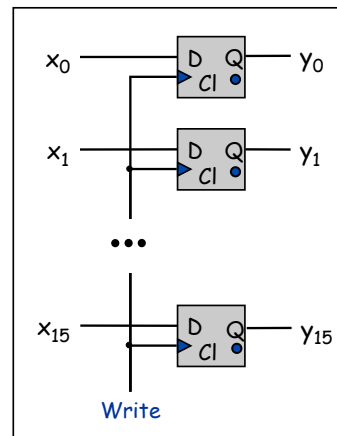 x₀ D Q y₀
Cl
x₁ D Q y₁
Cl
•••
x₁₅ D Q y₁₅
Cl
Write